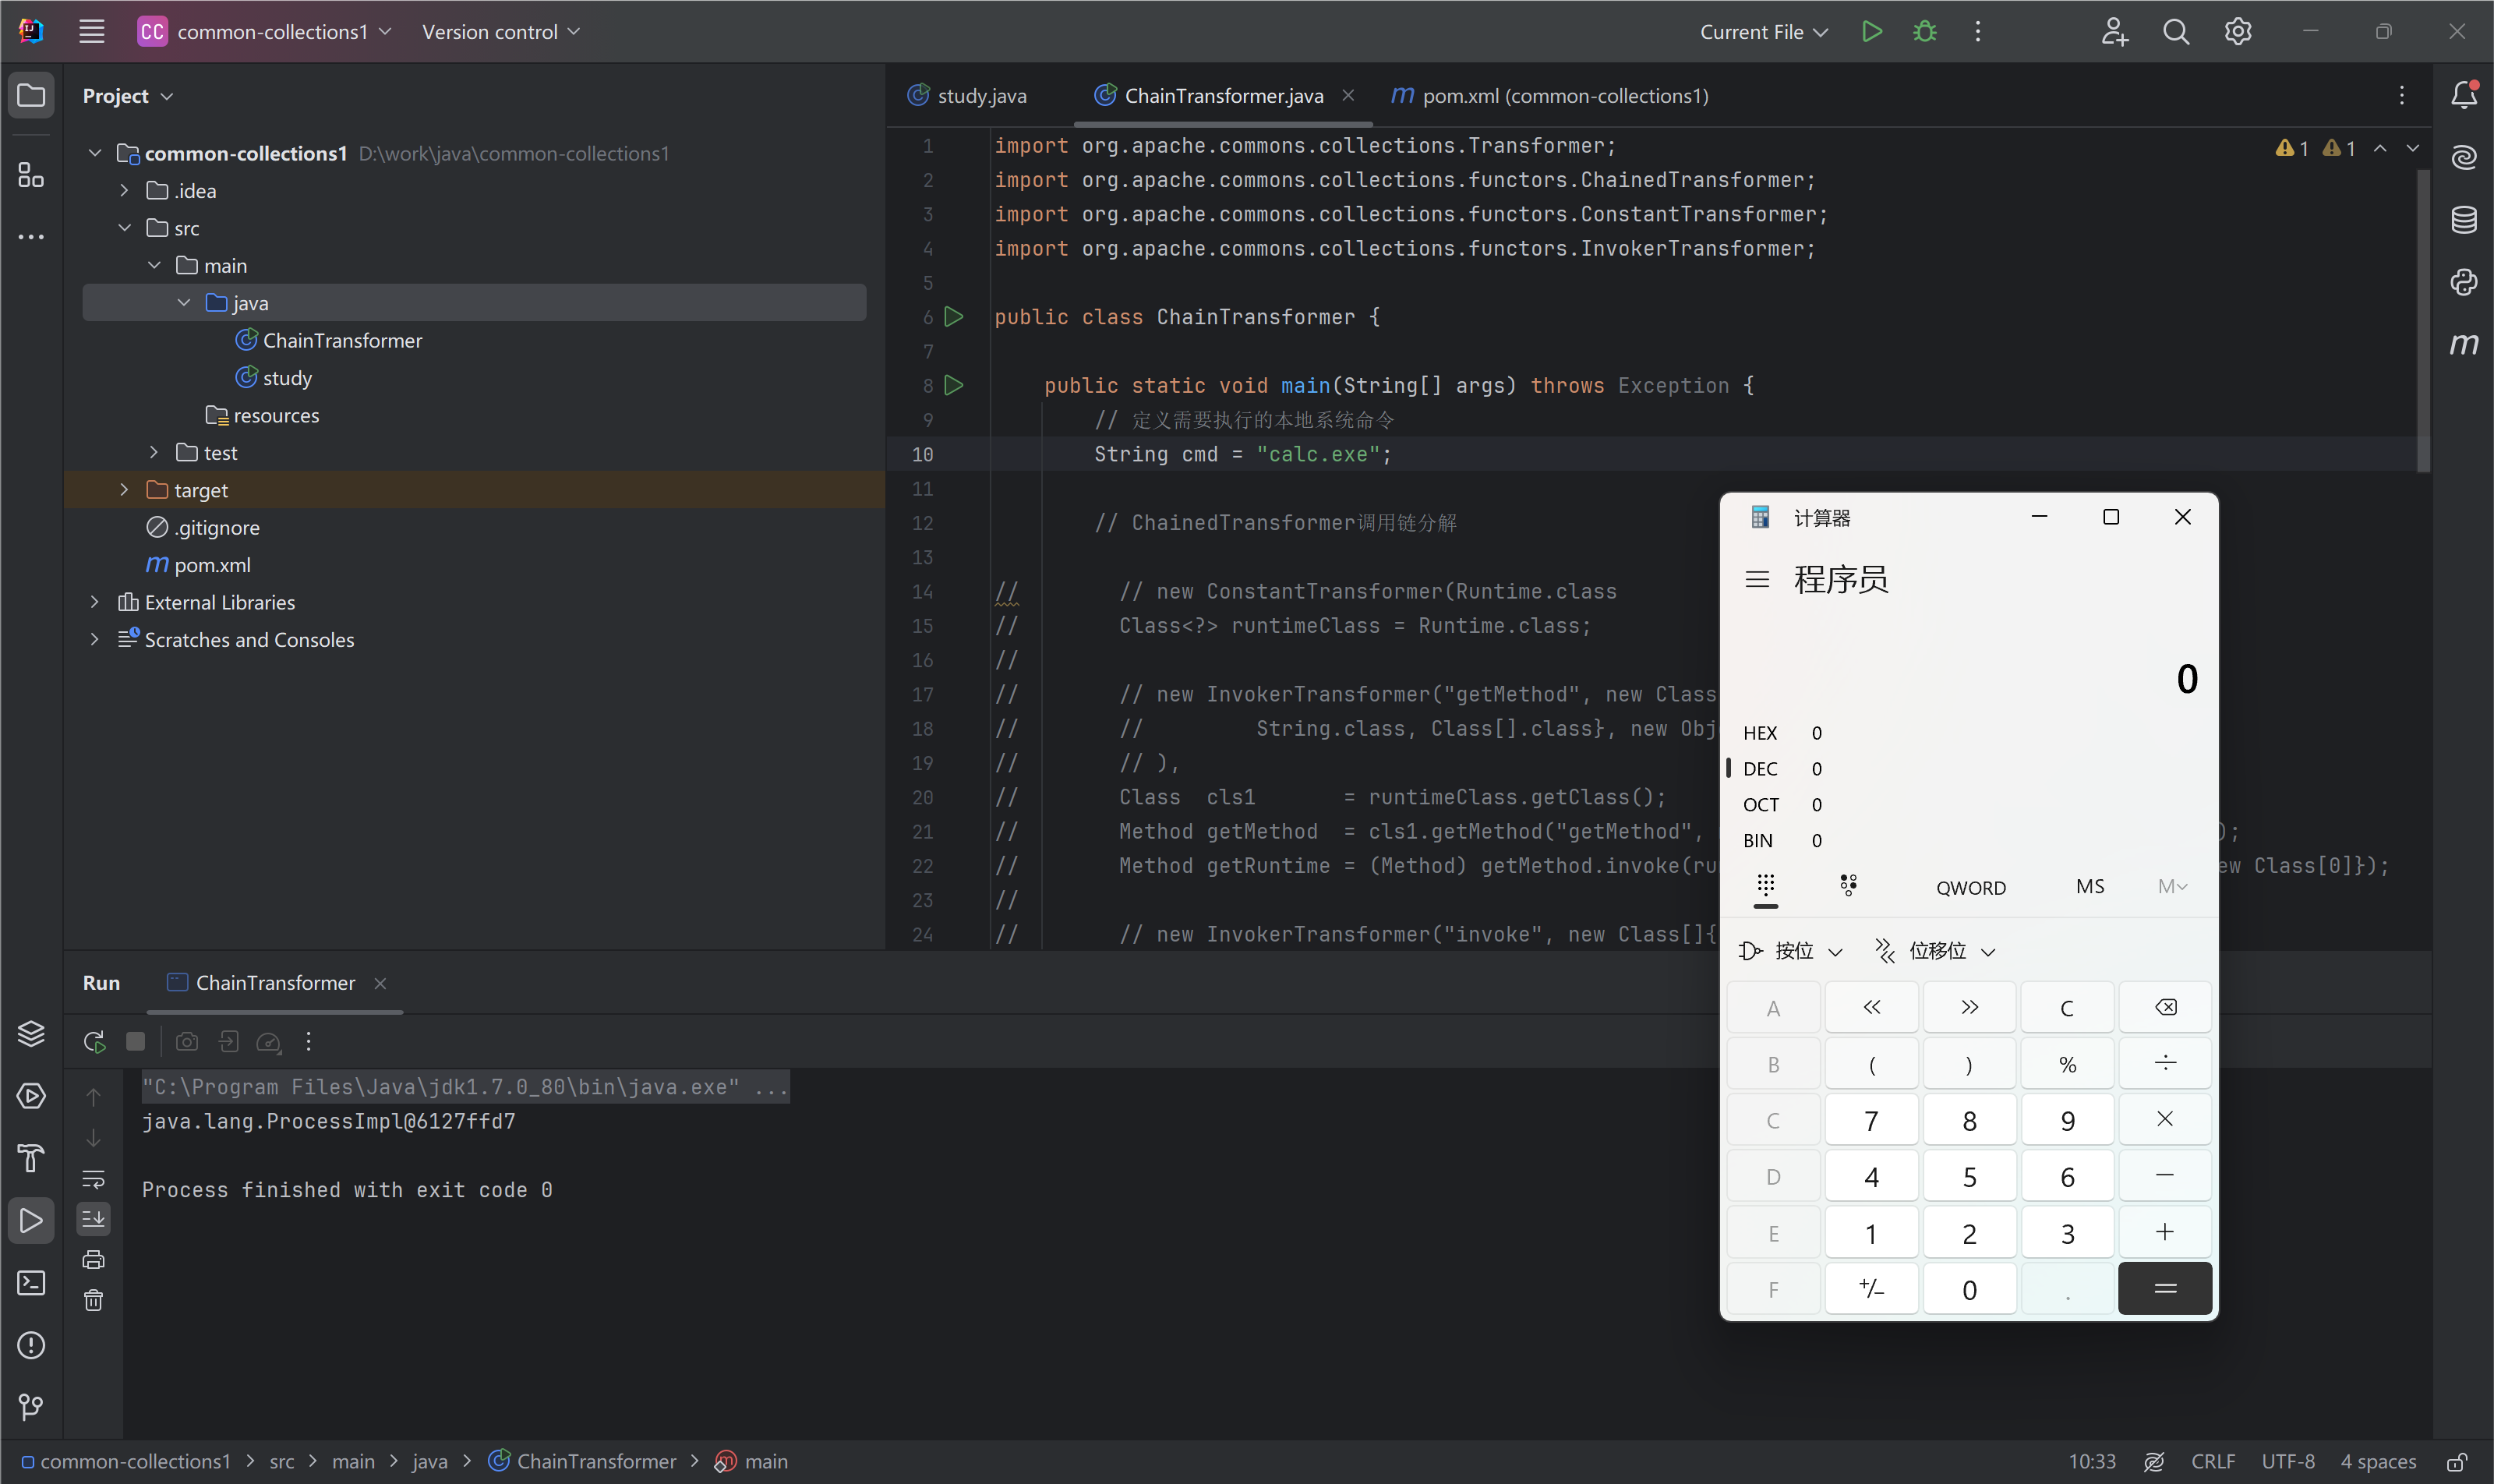 CC common-collections1 Version control Current File
Project
common-collections1 D:\work\java\common-collections1
.idea
src
main
java
ChainTransformer
study
resources
test
target
.gitignore
pom.xml
External Libraries
Scratches and Consoles
study.java ChainTransformer.java pom.xml (common-collections1)
1 import org.apache.commons.collections.Transformer;
2 import org.apache.commons.collections.functors.ChainedTransformer;
3 import org.apache.commons.collections.functors.ConstantTransformer;
4 import org.apache.commons.collections.functors.InvokerTransformer;
5
6 public class ChainTransformer {
7
8 public static void main(String[] args) throws Exception {
9 // 定义需要执行的本地系统命令
10 String cmd = "calc.exe";
11
12 // ChainedTransformer调用链分解
13
14 // // new ConstantTransformer(Runtime.class
15 // Class<?> runtimeClass = Runtime.class;
16 //
17 // // new InvokerTransformer("getMethod", new Class
18 // // String.class, Class[].class}, new Obj
19 // // ),
20 // Class cls1 = runtimeClass.getClass();
21 // Method getMethod = cls1.getMethod("getMethod", );
22 // Method getRuntime = (Method) getMethod.invoke(ru ew Class[0]});
23 //
24 // // new InvokerTransformer("invoke", new Class[]{
1 1
计算器
程序员
0
HEX 0
DEC 0
OCT 0
BIN 0
QWORD MS M
按位 位移位
A << >> C
B ( ) % ÷
C 7 8 9 ×
D 4 5 6 −
E 1 2 3 +
F +/− 0 . =
Run ChainTransformer
"C:\Program Files\Java\jdk1.7.0_80\bin\java.exe" ...
java.lang.ProcessImpl@6127ffd7
Process finished with exit code 0
common-collections1 > src > main > java > ChainTransformer > main
10:33 CRLF UTF-8 4 spaces